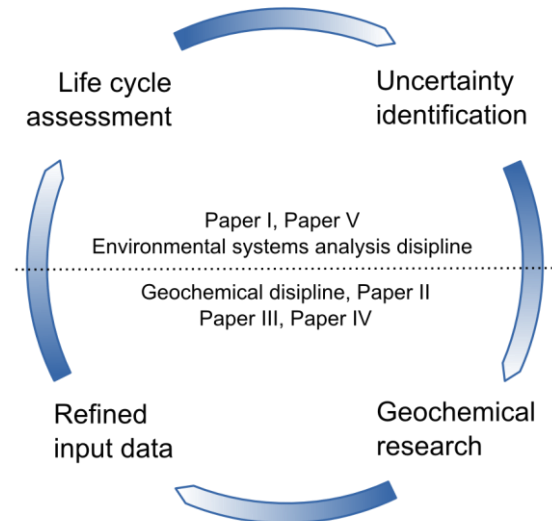 Life cycle
assessment
Uncertainty
identification
Paper I, Paper V
Environmental systems analysis disipline
Geochemical disipline, Paper II
Paper III, Paper IV
Refined
input data
Geochemical
research